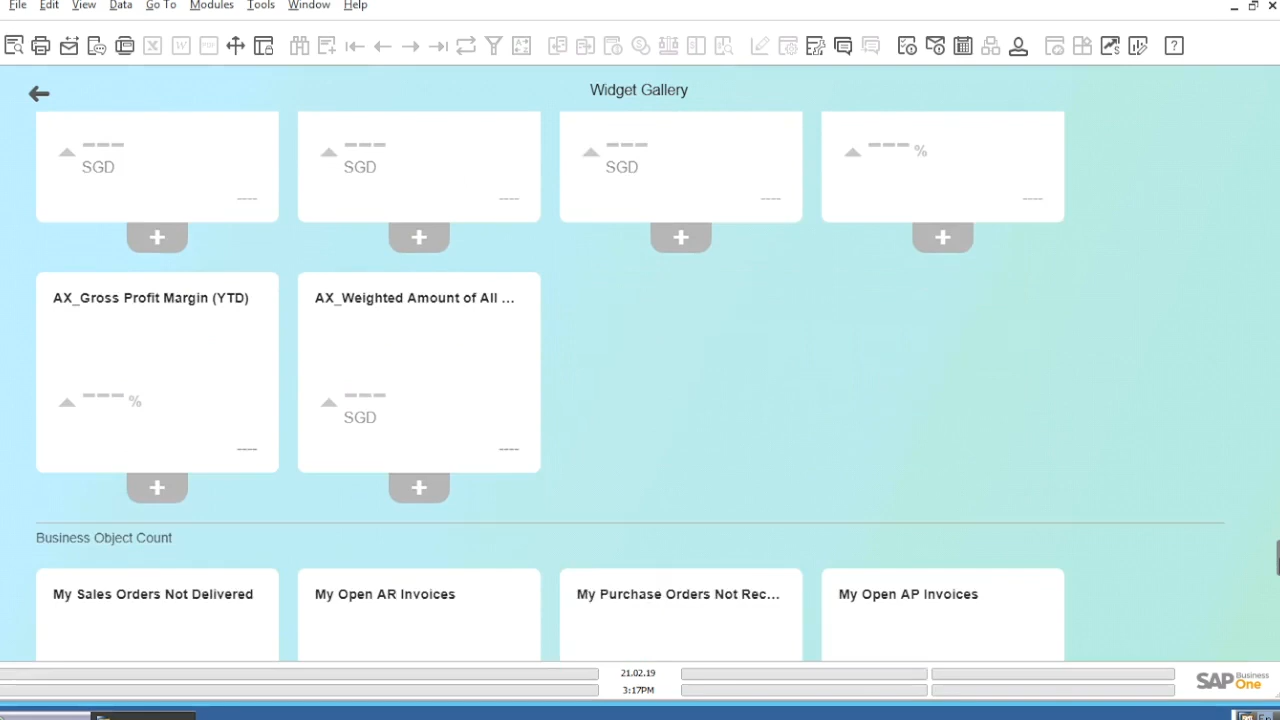 File Edit View Data Go To Modules Tools Window Help
Widget Gallery
--- --- --- --- %
SGD SGD SGD
---- ---- ---- ----
+ + + +
AX_Gross Profit Margin (YTD) AX_Weighted Amount of All ...
--- % ---
SGD
---- ----
+ +
Business Object Count
My Sales Orders Not Delivered My Open AR Invoices My Purchase Orders Not Rec... My Open AP Invoices
21.02.19
3:17PM
SAP Business One